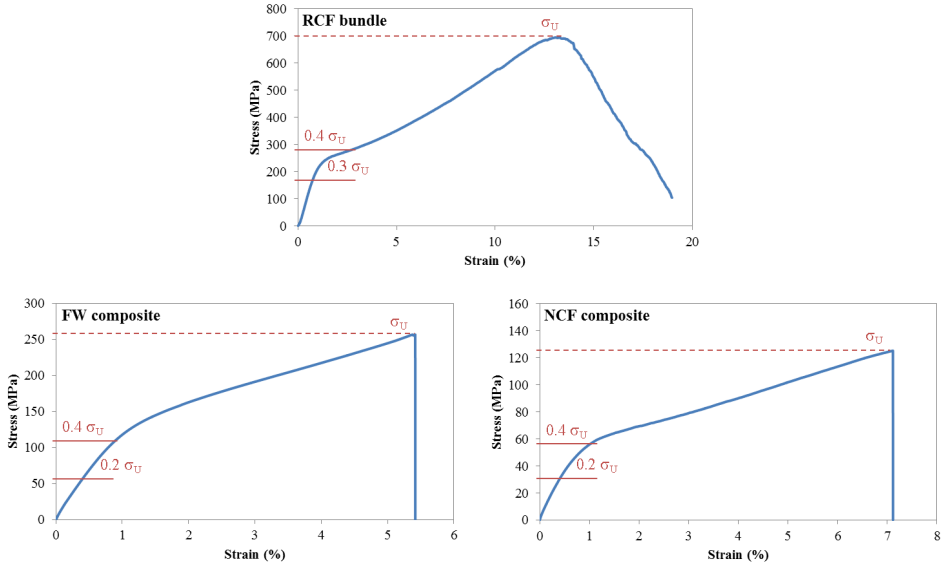 RCF bundle
σU
800
700
600
500
400
300
200
100
0
0.4 σU
0.3 σU
Stress (MPa)
0 5 10 15 20
Strain (%)
FW composite
σU
300
250
200
150
100
50
0
0.4 σU
0.2 σU
Stress (MPa)
0 1 2 3 4 5 6
Strain (%)
NCF composite
σU
160
140
120
100
80
60
40
20
0
0.4 σU
0.2 σU
Stress (MPa)
0 1 2 3 4 5 6 7 8
Strain (%)